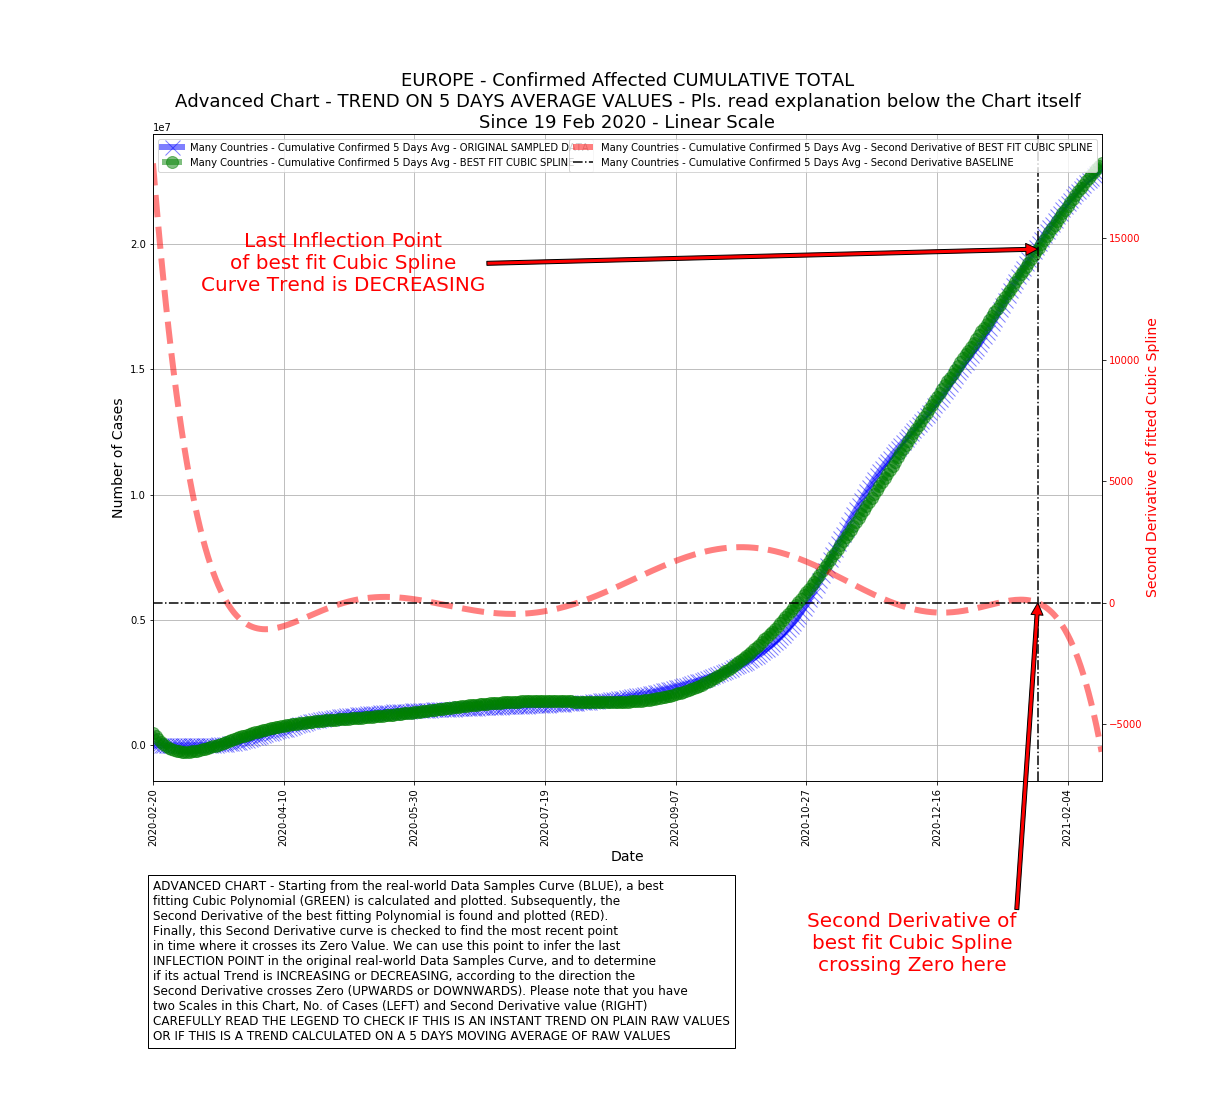 EUROPE - Confirmed Affected CUMULATIVE TOTAL
Advanced Chart - TREND ON 5 DAYS AVERAGE VALUES - Pls. read explanation below the Chart itself
Since 19 Feb 2020 - Linear Scale
1e7
Many Countries - Cumulative Confirmed 5 Days Avg - ORIGINAL SAMPLED DATA
Many Countries - Cumulative Confirmed 5 Days Avg - BEST FIT CUBIC SPLINE
Many Countries - Cumulative Confirmed 5 Days Avg - Second Derivative of BEST FIT CUBIC SPLINE
Many Countries - Cumulative Confirmed 5 Days Avg - Second Derivative BASELINE
Last Inflection Point
of best fit Cubic Spline
Curve Trend is DECREASING
2.0
1.5
1.0
0.5
0.0
Number of Cases
15000
10000
5000
0
−5000
Second Derivative of fitted Cubic Spline
2020-02-20
2020-04-10
2020-05-30
2020-07-19
2020-09-07
2020-10-27
2020-12-16
2021-02-04
Date
ADVANCED CHART - Starting from the real-world Data Samples Curve (BLUE), a best
fitting Cubic Polynomial (GREEN) is calculated and plotted. Subsequently, the
Second Derivative of the best fitting Polynomial is found and plotted (RED).
Finally, this Second Derivative curve is checked to find the most recent point
in time where it crosses its Zero Value. We can use this point to infer the last
INFLECTION POINT in the original real-world Data Samples Curve, and to determine
if its actual Trend is INCREASING or DECREASING, according to the direction the
Second Derivative crosses Zero (UPWARDS or DOWNWARDS). Please note that you have
two Scales in this Chart, No. of Cases (LEFT) and Second Derivative value (RIGHT)
CAREFULLY READ THE LEGEND TO CHECK IF THIS IS AN INSTANT TREND ON PLAIN RAW VALUES
OR IF THIS IS A TREND CALCULATED ON A 5 DAYS MOVING AVERAGE OF RAW VALUES
Second Derivative of
best fit Cubic Spline
crossing Zero here